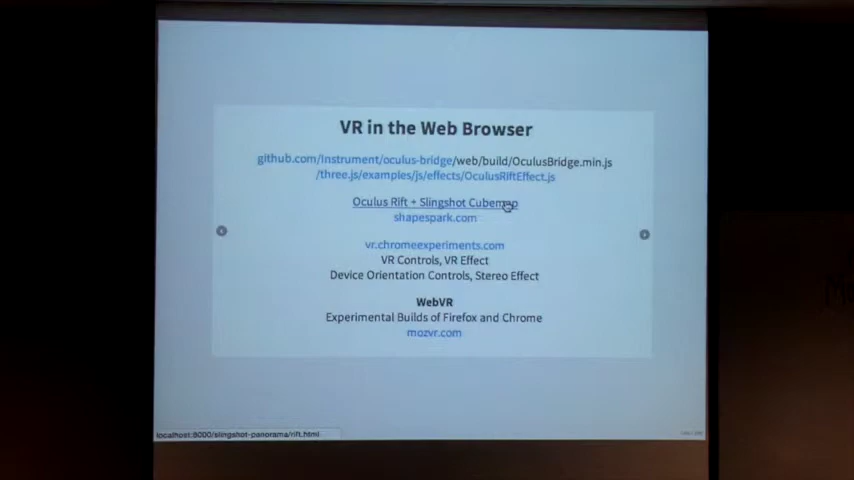 VR in the Web Browser
github.com/Instrument/oculus-bridge/web/build/OculusBridge.min.js
/three.js/examples/js/effects/OculusRiftEffect.js
Oculus Rift + Slingshot Cubemap
shapespark.com
vr.chromeexperiments.com
VR Controls, VR Effect
Device Orientation Controls, Stereo Effect
WebVR
Experimental Builds of Firefox and Chrome
mozvr.com
localhost:8000/slingshot-panorama/rift.html